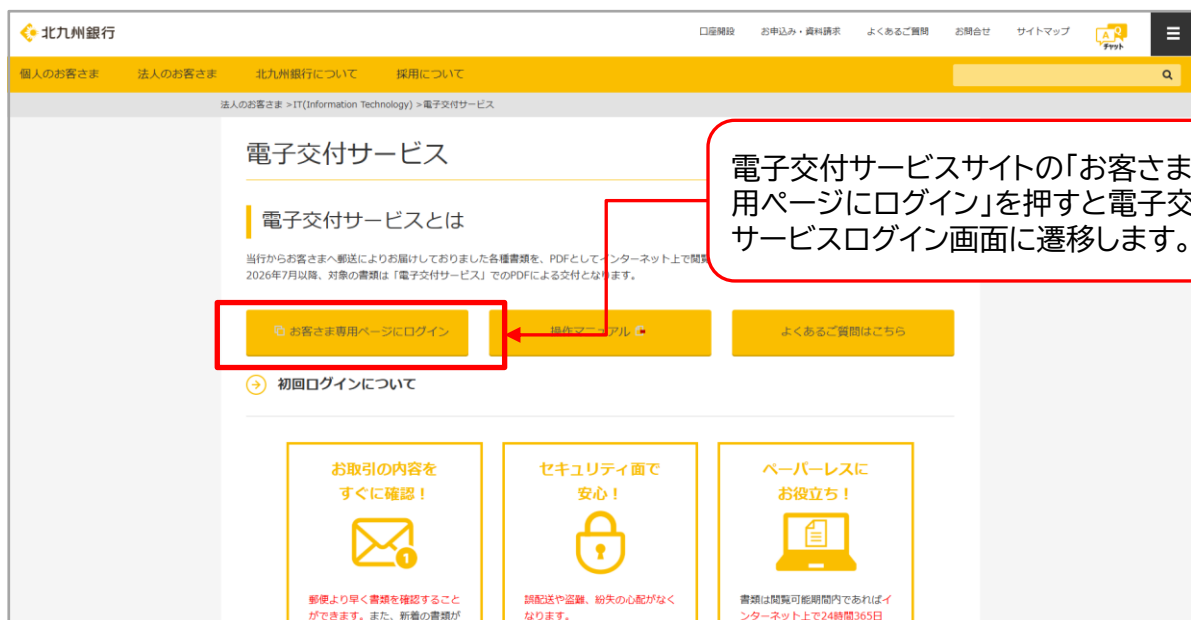 北九州銀行
口座開設 お申込み・資料請求 よくあるご質問 お問合せ サイトマップ
A Q
チャット
個人のお客さま 法人のお客さま 北九州銀行について 採用について
法人のお客さま >IT(Information Technology) >電子交付サービス
電子交付サービス
電子交付サービスサイトの「お客さま
用ページにログイン」を押すと電子交
サービスログイン画面に遷移します。
電子交付サービスとは
当行からお客さまへ郵送によりお届けしておりました各種書類を、PDFとしてインターネット上で閲覧
2026年7月以降、対象の書類は「電子交付サービス」でのPDFによる交付となります。
お客さま専用ページにログイン 操作マニュアル よくあるご質問はこちら
初回ログインについて
お取引の内容を
すぐに確認！
1
郵便より早く書類を確認すること
ができます。また、新着の書類が
セキュリティ面で
安心！
誤配送や盗難、紛失の心配がなく
なります。
ペーパーレスに
お役立ち！
書類は閲覧可能期間内であればイ
ンターネット上で24時間365日